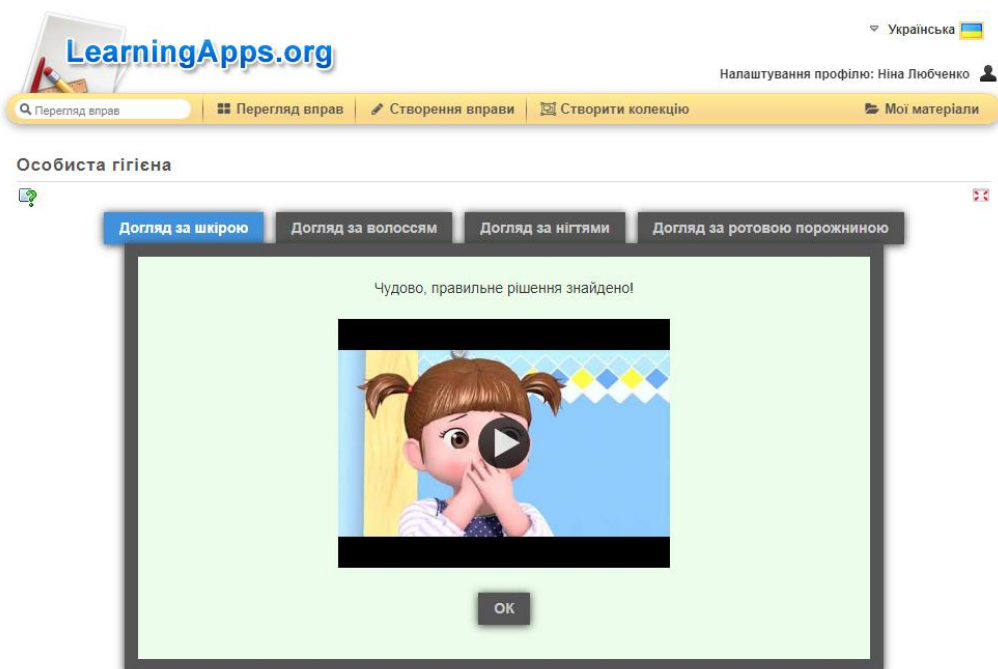 Українська
LearningApps.org
Налаштування профілю: Ніна Любченко
Перегляд вправ
Перегляд вправ
Створення вправи
Створити колекцію
Мої матеріали
Особиста гігієна
Догляд за шкірою
Догляд за волоссям
Догляд за нігтями
Догляд за ротовою порожниною
Чудово, правильне рішення знайдено!
ОК